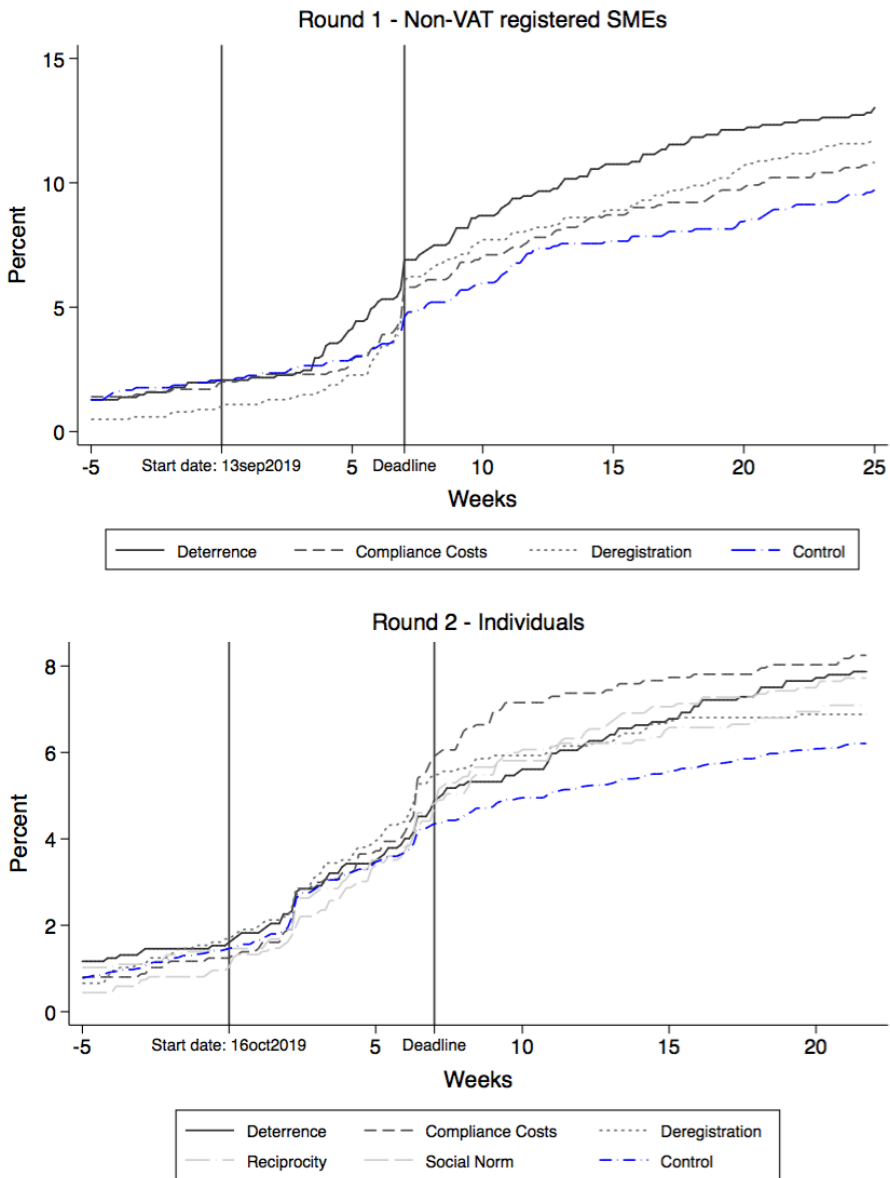 Round 1 - Non-VAT registered SMEs
Percent
15
10
5
0
-5 Start date: 13sep2019 5 Deadline 10 15 20 25
Weeks
Deterrence Compliance Costs Deregistration Control
Round 2 - Individuals
Percent
8
6
4
2
0
-5 Start date: 16oct2019 5 Deadline 10 15 20
Weeks
Deterrence Compliance Costs Deregistration
Reciprocity Social Norm Control